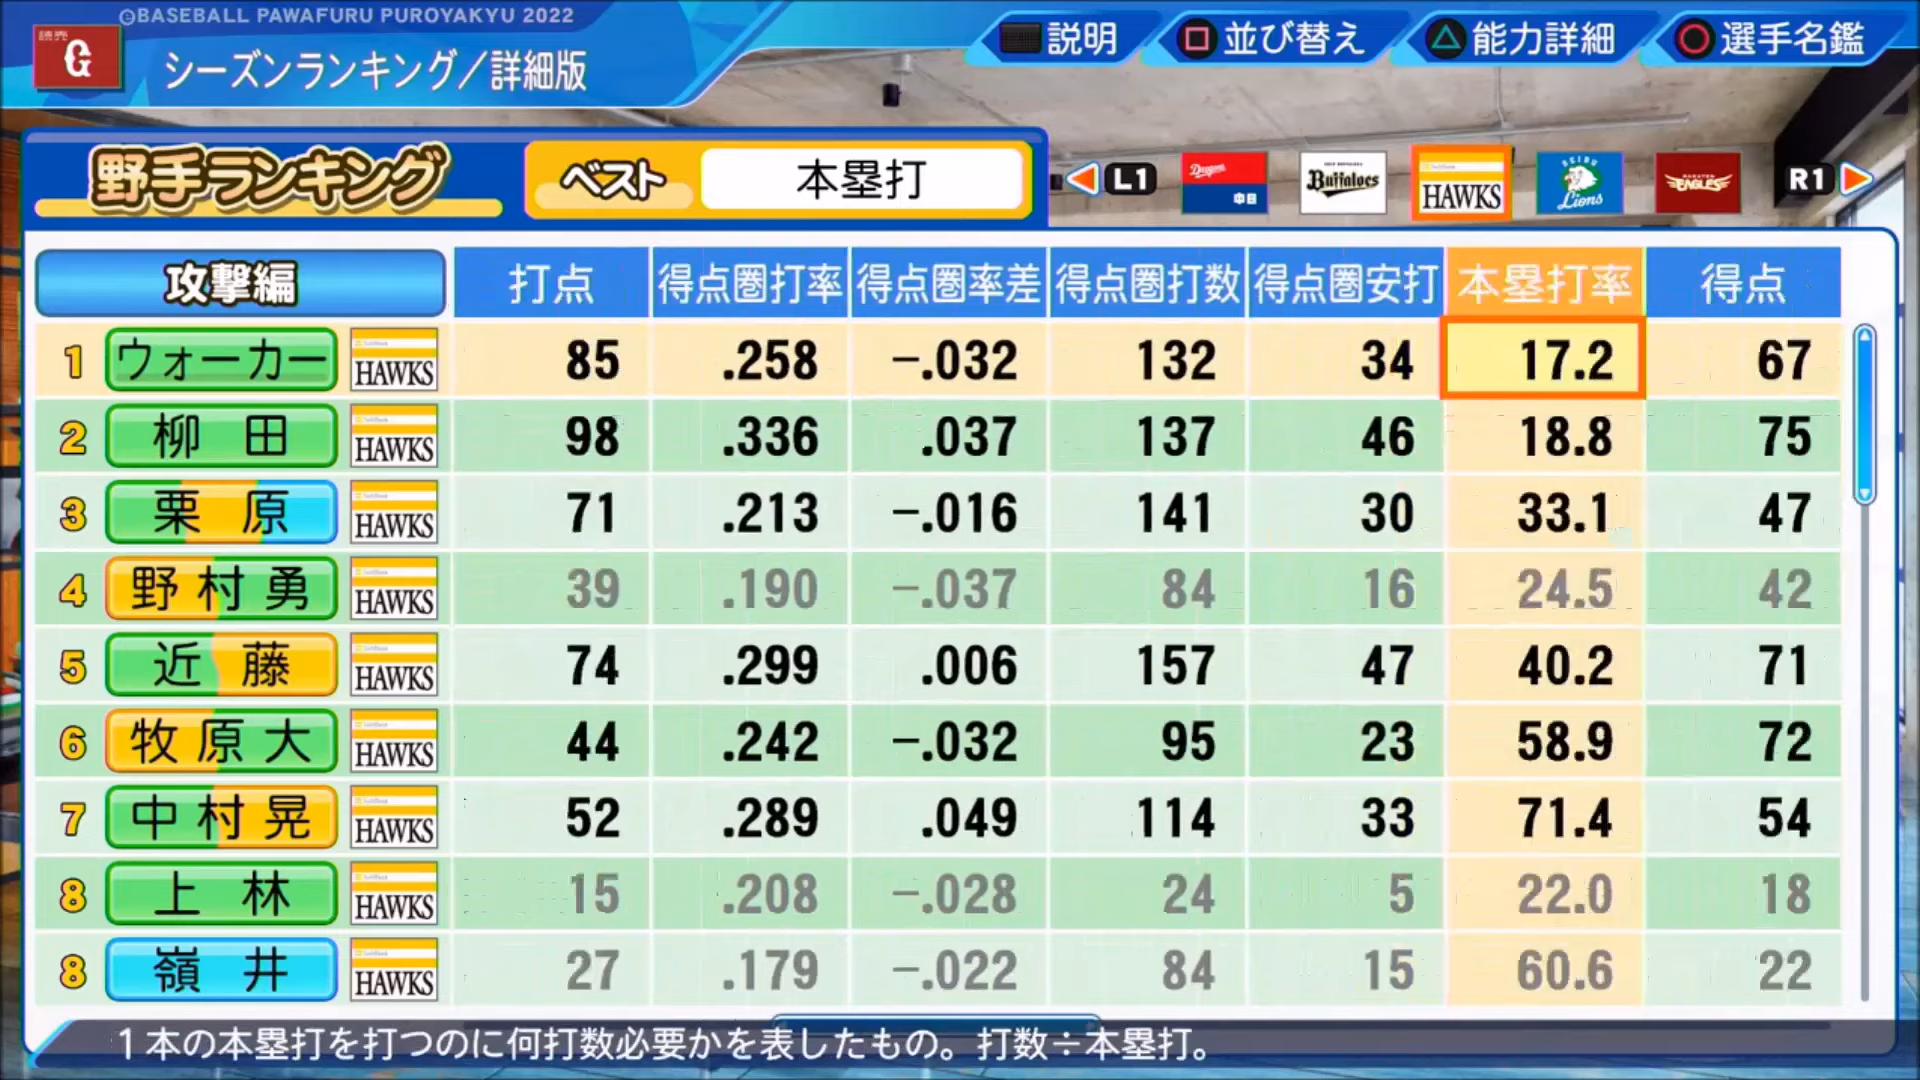 ©BASEBALL PAWAFURU PUROYAKYU 2022
読売
G
シーズンランキング／詳細版
説明
並び替え
能力詳細
選手名鑑
野手ランキング
ベスト
本塁打
L1
Dragons
中日
Buffaloes
HAWKS
SEIBU
Lions
EAGLES
R1
攻撃編 打点 得点圏打率 得点圏率差 得点圏打数 得点圏安打 本塁打率 得点
1 ウォーカー HAWKS 85 .258 -.032 132 34 17.2 67
2 柳田 HAWKS 98 .336 .037 137 46 18.8 75
3 栗原 HAWKS 71 .213 -.016 141 30 33.1 47
4 野村勇 HAWKS 39 .190 -.037 84 16 24.5 42
5 近藤 HAWKS 74 .299 .006 157 47 40.2 71
6 牧原大 HAWKS 44 .242 -.032 95 23 58.9 72
7 中村晃 HAWKS 52 .289 .049 114 33 71.4 54
8 上林 HAWKS 15 .208 -.028 24 5 22.0 18
8 嶺井 HAWKS 27 .179 -.022 84 15 60.6 22
１本の本塁打を打つのに何打数必要かを表したもの。打数÷本塁打。